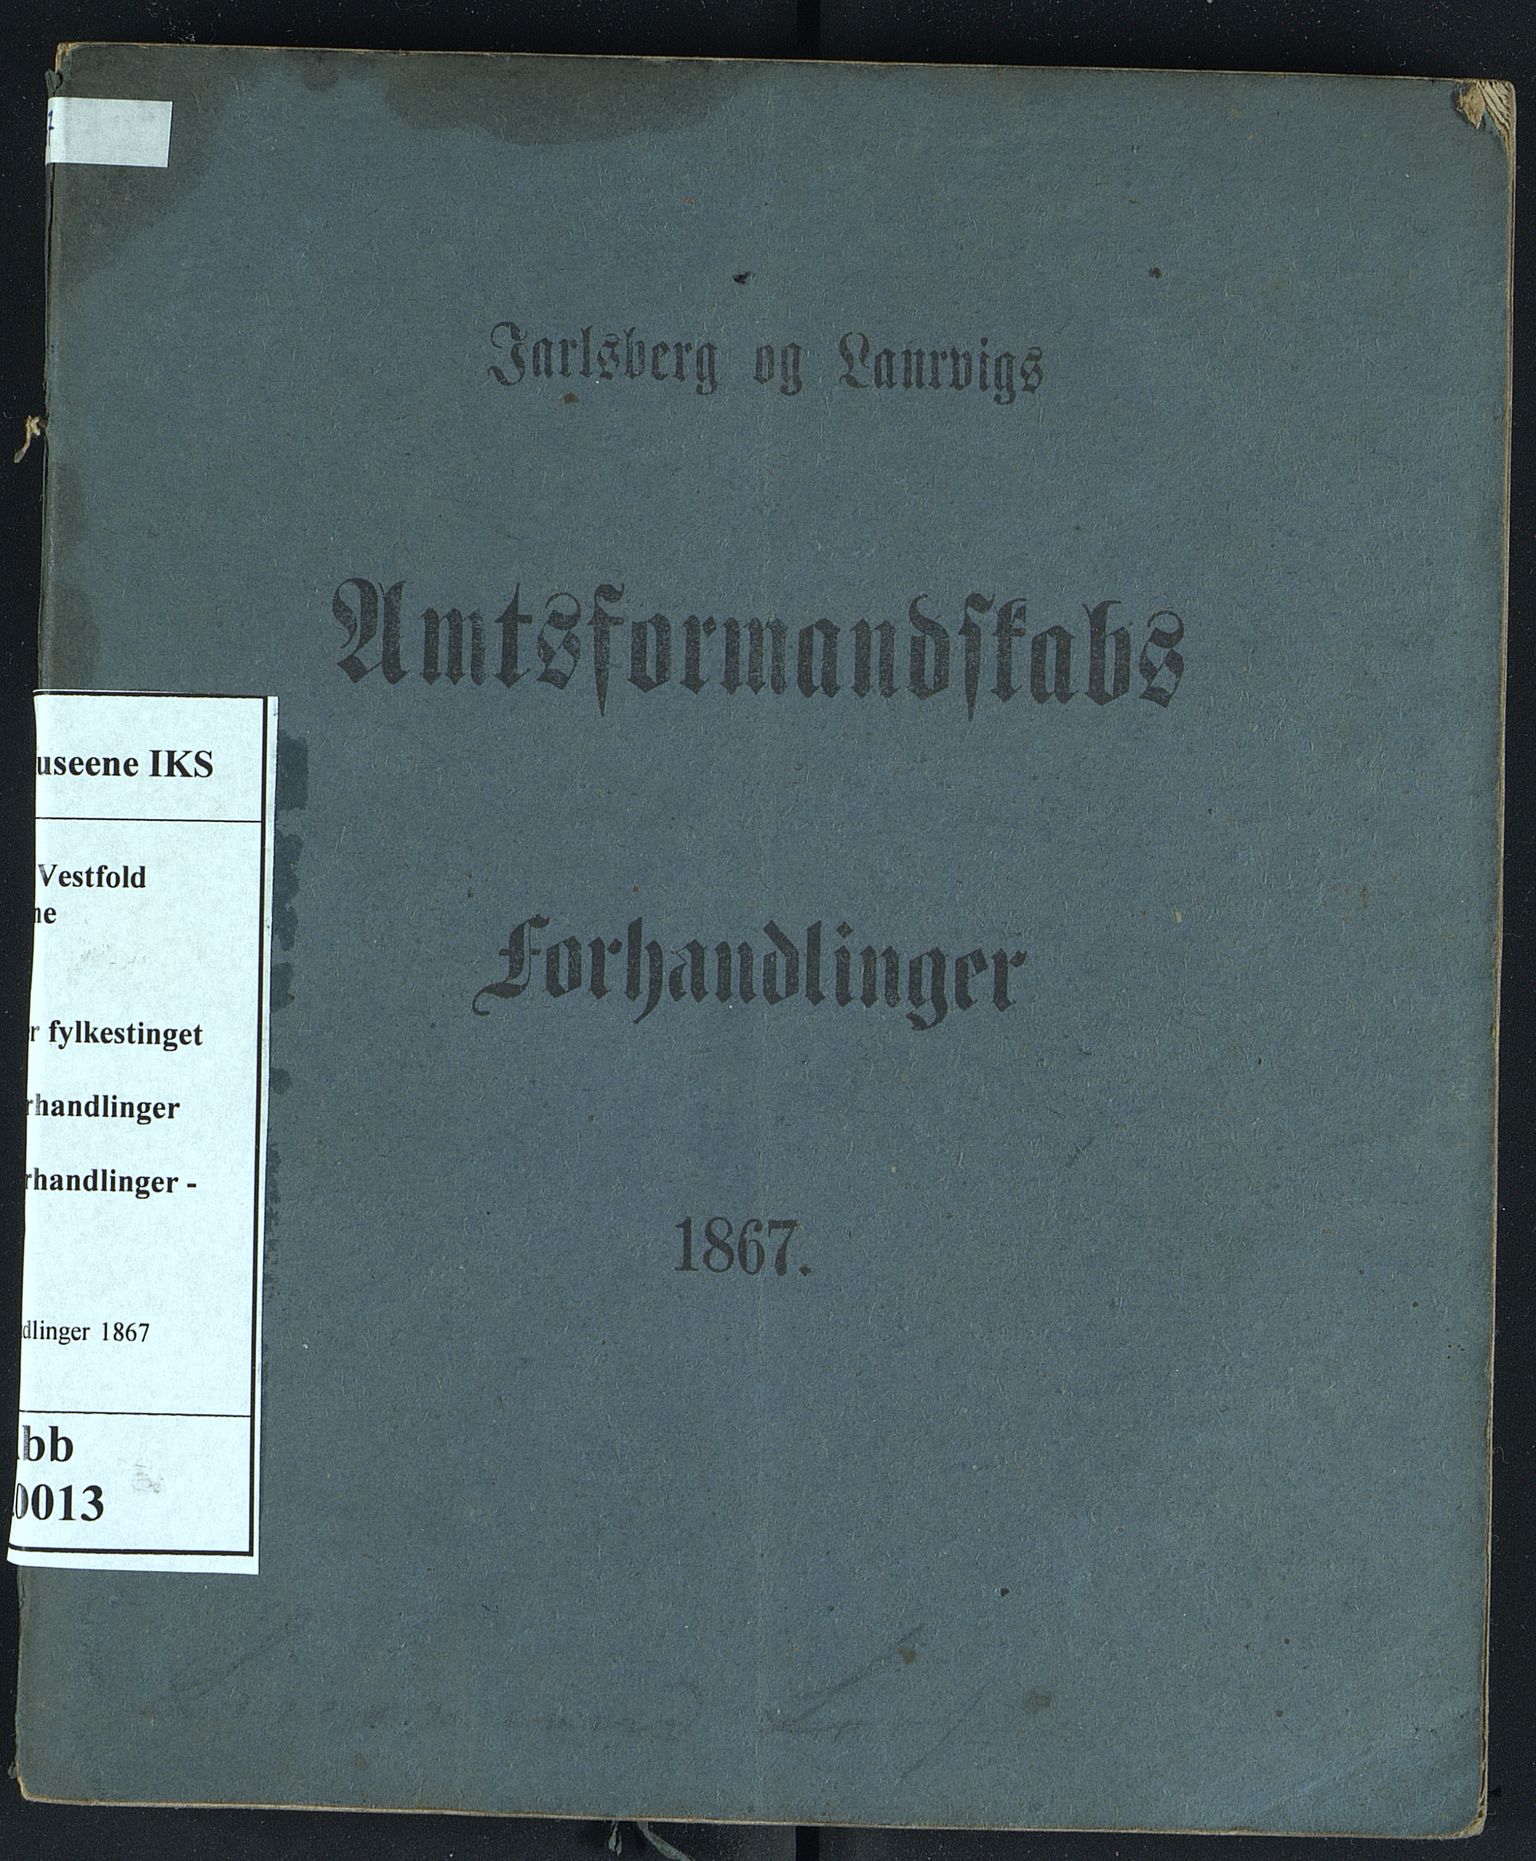 Jarlsberg og Laurvigs
Amtsformandskabs
Forhandlinger
1867.
useene IKS
Vestfold
ne
r fylkestinget
rhandlinger
rhandlinger -
dlinger 1867
bb
0013